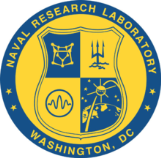 NAVAL RESEARCH LABORATORY
WASHINGTON, DC